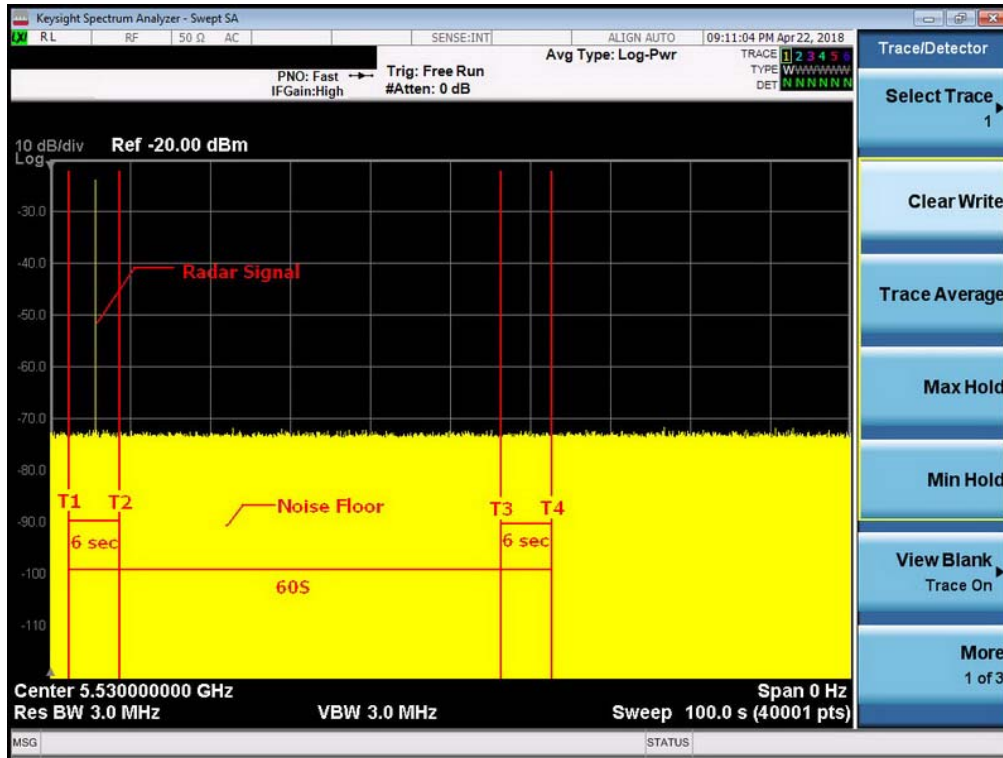 Keysight Spectrum Analyzer - Swept SA
LXI RL RF 50 Ω AC SENSE:INT ALIGN AUTO 09:11:04 PM Apr 22, 2018
Avg Type: Log-Pwr
TRACE 1 2 3 4 5 6
PNO: Fast Trig: Free Run
TYPE WWWWWW
IFGain:High #Atten: 0 dB
DET N N N N N N
10 dB/div Ref -20.00 dBm
Log
-30.0
-40.0
Radar Signal
-50.0
-60.0
-70.0
-80.0
T1 T2 Noise Floor T3 T4
-90.0
6 sec 6 sec
-100
60S
-110
Center 5.530000000 GHz Span 0 Hz
Res BW 3.0 MHz VBW 3.0 MHz Sweep 100.0 s (40001 pts)
MSG STATUS
Trace/Detector
Select Trace
1
Clear Write
Trace Average
Max Hold
Min Hold
View Blank
Trace On
More
1 of 3